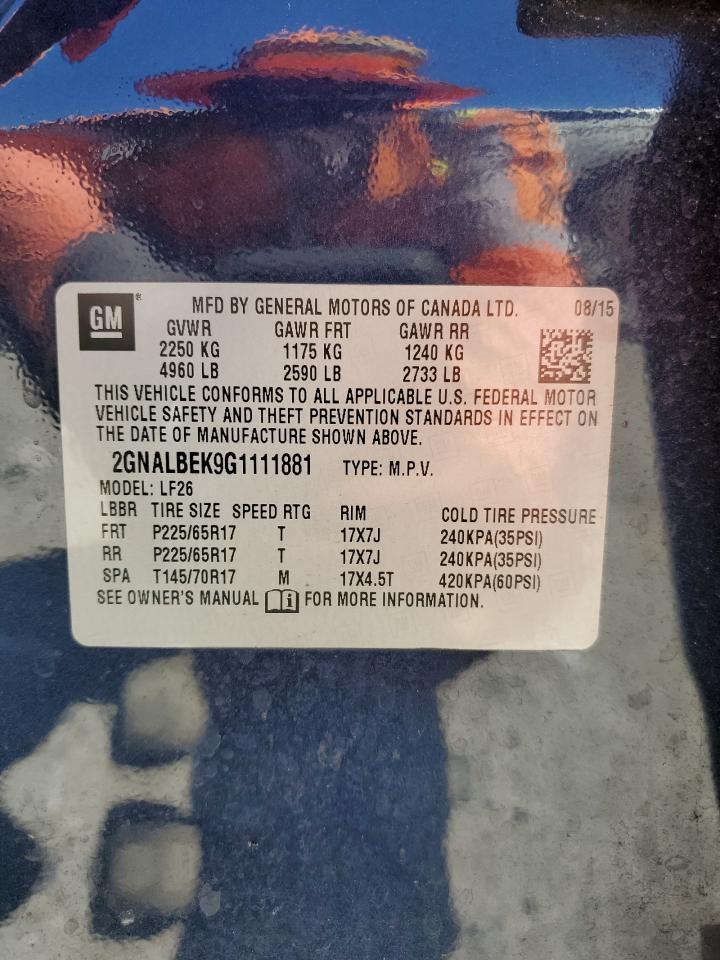 GM ® MFD BY GENERAL MOTORS OF CANADA LTD. 08/15
GVWR GAWR FRT GAWR RR
2250 KG 1175 KG 1240 KG
4960 LB 2590 LB 2733 LB
THIS VEHICLE CONFORMS TO ALL APPLICABLE U.S. FEDERAL MOTOR
VEHICLE SAFETY AND THEFT PREVENTION STANDARDS IN EFFECT ON
THE DATE OF MANUFACTURE SHOWN ABOVE.
2GNALBEK9G1111881 TYPE: M.P.V.
MODEL: LF26
LBBR TIRE SIZE SPEED RTG RIM COLD TIRE PRESSURE
FRT P225/65R17 T 17X7J 240KPA(35PSI)
RR P225/65R17 T 17X7J 240KPA(35PSI)
SPA T145/70R17 M 17X4.5T 420KPA(60PSI)
SEE OWNER'S MANUAL i FOR MORE INFORMATION.